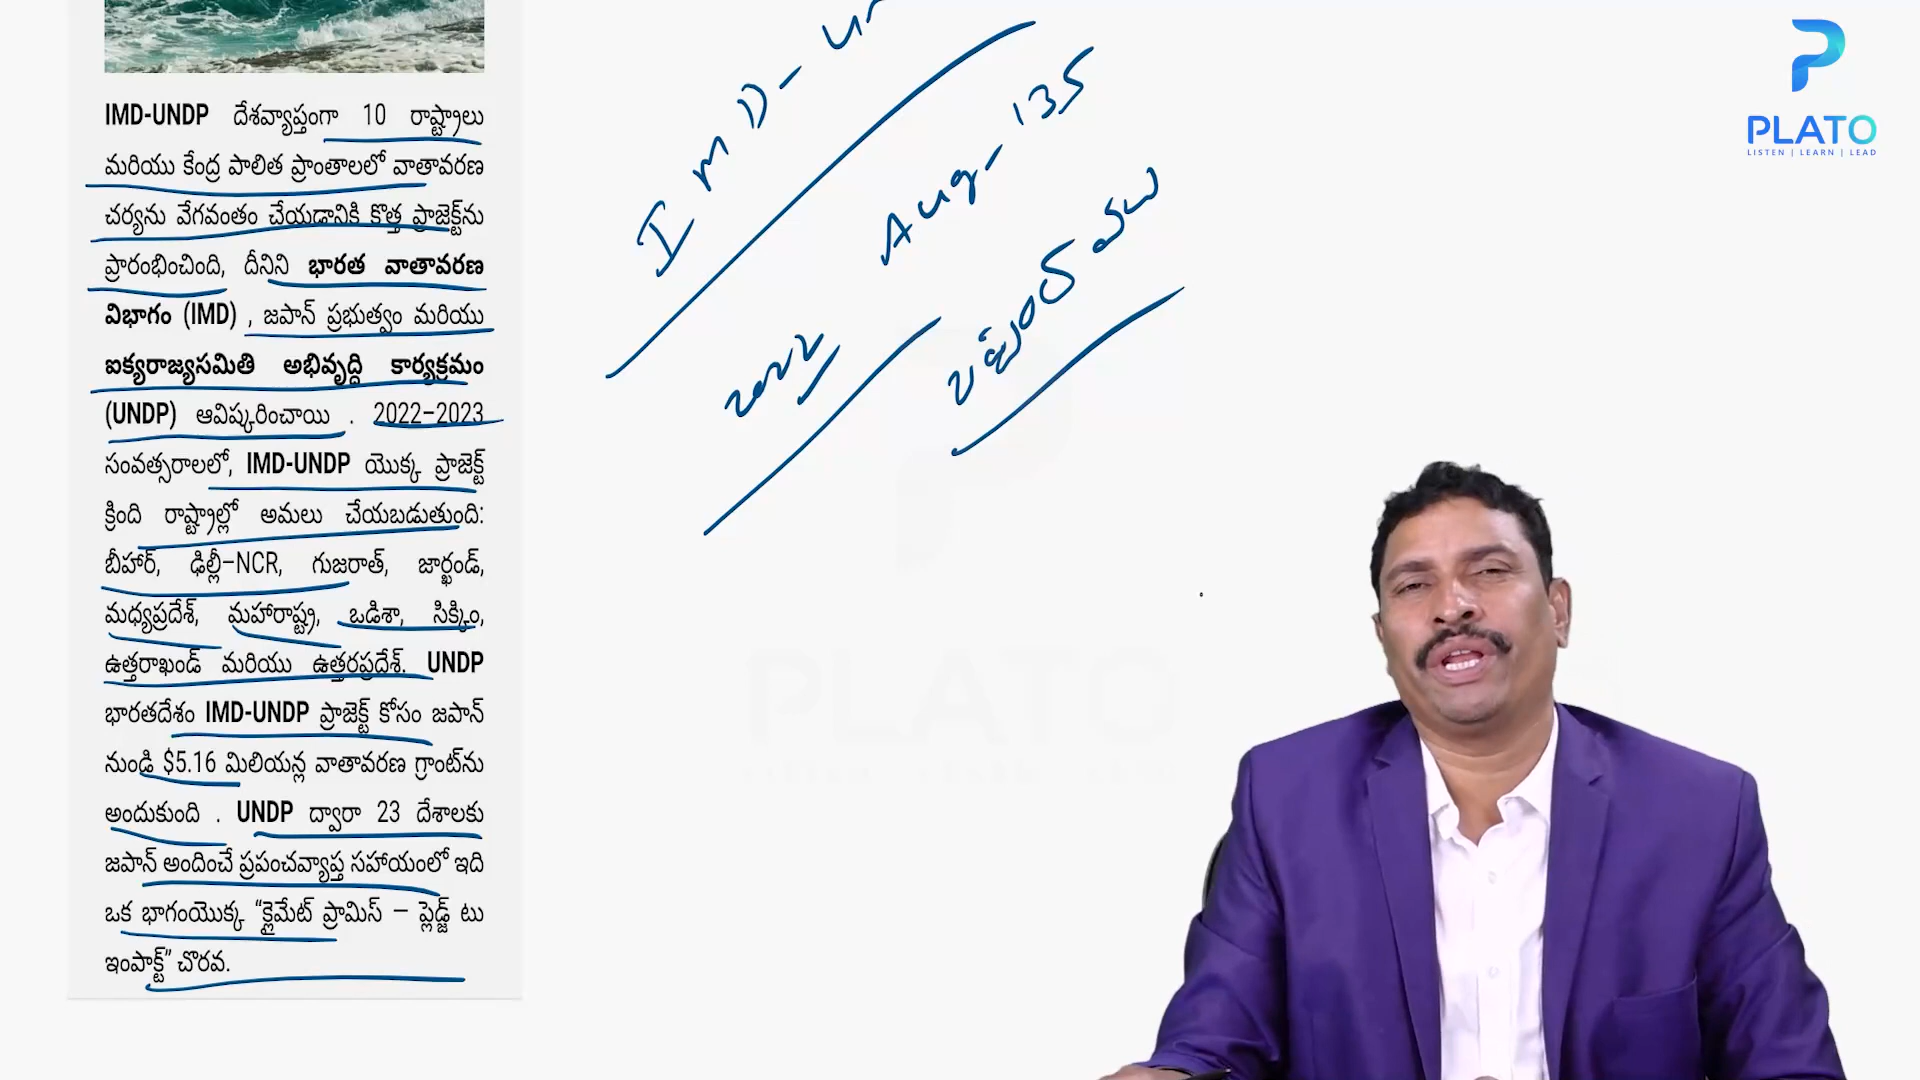 IMD-UNDP దేశవ్యాప్తంగా 10 రాష్ట్రాలు
మరియు కేంద్ర పాలిత ప్రాంతాలలో వాతావరణ
చర్యను వేగవంతం చేయడానికి కొత్త ప్రాజెక్ట్‌ను
ప్రారంభించింది, దీనిని భారత వాతావరణ
విభాగం (IMD) , జపాన్ ప్రభుత్వం మరియు
ఐక్యరాజ్యసమితి అభివృద్ధి కార్యక్రమం
(UNDP) ఆవిష్కరించాయి . 2022-2023
సంవత్సరాలలో, IMD-UNDP యొక్క ప్రాజెక్ట్
క్రింది రాష్ట్రాల్లో అమలు చేయబడుతుంది:
బీహార్, ఢిల్లీ-NCR, గుజరాత్, జార్ఖండ్,
మధ్యప్రదేశ్, మహారాష్ట్ర, ఒడిశా, సిక్కిం,
ఉత్తరాఖండ్ మరియు ఉత్తరప్రదేశ్. UNDP
భారతదేశం IMD-UNDP ప్రాజెక్ట్ కోసం జపాన్
నుండి $5.16 మిలియన్ల వాతావరణ గ్రాంట్‌ను
అందుకుంది . UNDP ద్వారా 23 దేశాలకు
జపాన్ అందించే ప్రపంచవ్యాప్త సహాయంలో ఇది
ఒక భాగంయొక్క "క్లైమేట్ ప్రామిస్ – ప్లెడ్జ్ టు
ఇంపాక్ట్" చొరవ.
IMD-
Aug-135
2022
PLATO
LISTEN | LEARN | LEAD
PLATO